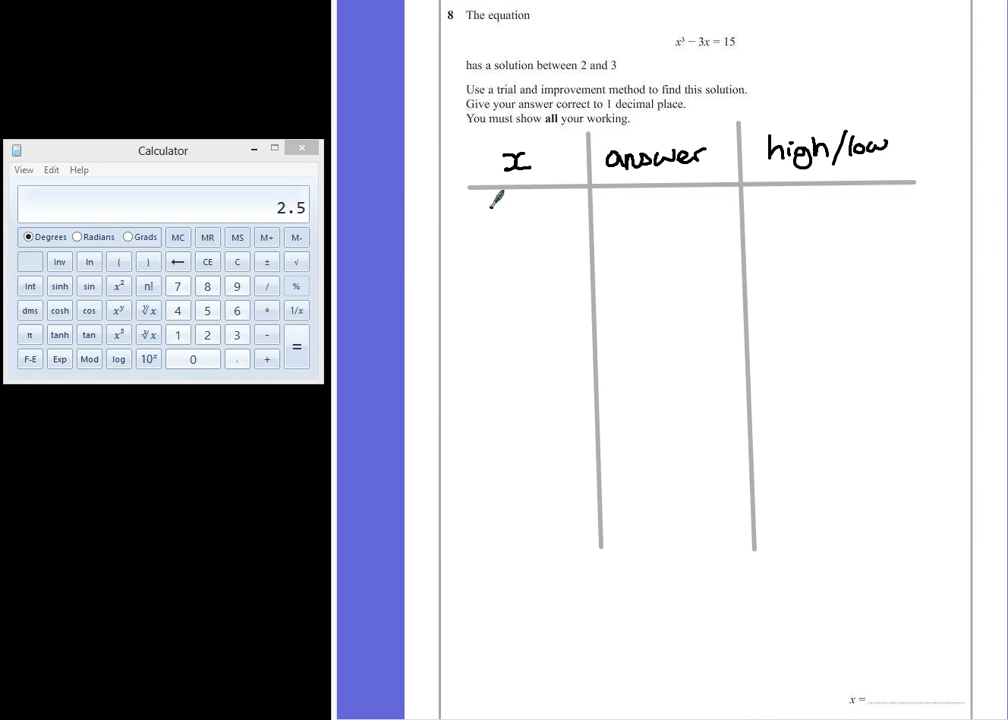 Calculator
View Edit Help
2.5
Degrees Radians Grads MC MR MS M+ M-
Inv ln ( ) ← CE C ± √
Int sinh sin x² n! 7 8 9 / %
dms cosh cos xʸ ʸ√x 4 5 6 * 1/x
π tanh tan x³ ³√x 1 2 3 - =
F-E Exp Mod log 10ˣ 0 . +
8 The equation
x³ − 3x = 15
has a solution between 2 and 3
Use a trial and improvement method to find this solution.
Give your answer correct to 1 decimal place.
You must show all your working.
x answer high/low
x = ........................................